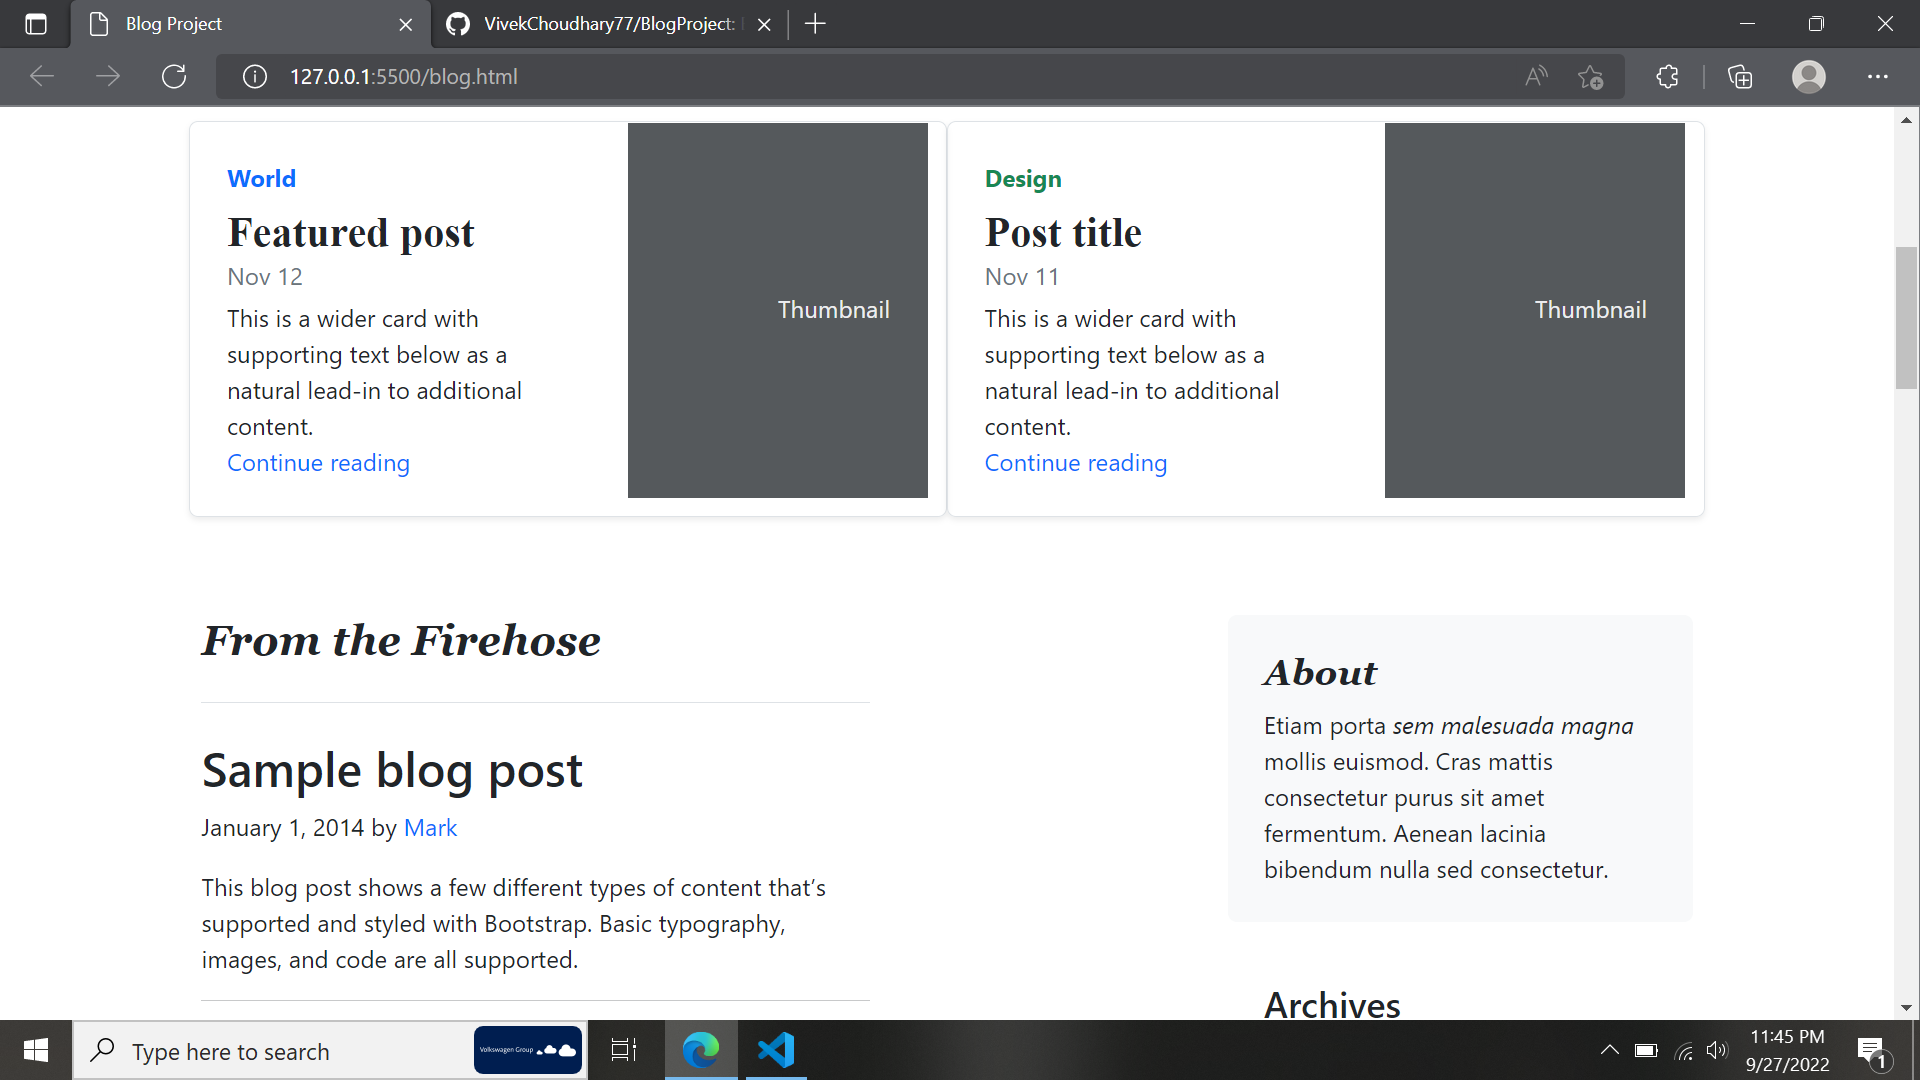 Blog Project
VivekChoudhary77/BlogProject:
127.0.0.1:5500/blog.html
World
Featured post
Nov 12
This is a wider card with
supporting text below as a
natural lead-in to additional
content.
Continue reading
Thumbnail
Design
Post title
Nov 11
This is a wider card with
supporting text below as a
natural lead-in to additional
content.
Continue reading
Thumbnail
From the Firehose
Sample blog post
January 1, 2014 by Mark
This blog post shows a few different types of content that’s
supported and styled with Bootstrap. Basic typography,
images, and code are all supported.
About
Etiam porta sem malesuada magna
mollis euismod. Cras mattis
consectetur purus sit amet
fermentum. Aenean lacinia
bibendum nulla sed consectetur.
Archives
Type here to search
Volkswagen Group
11:45 PM
9/27/2022
1